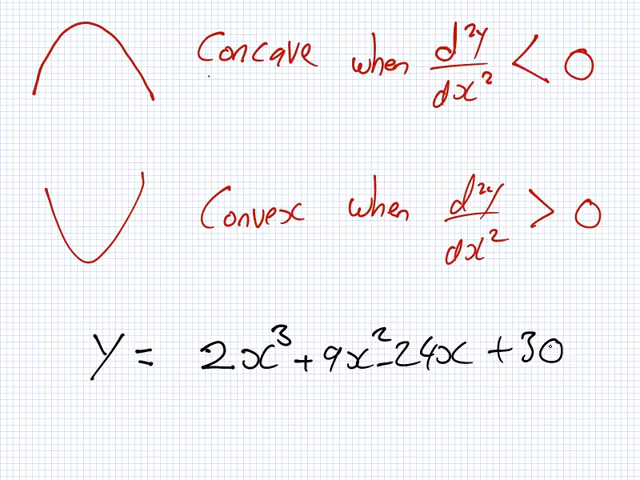 Concave when d²y/dx² < 0
Convex when d²y/dx² > 0
y = 2x³ + 9x² - 24x + 30